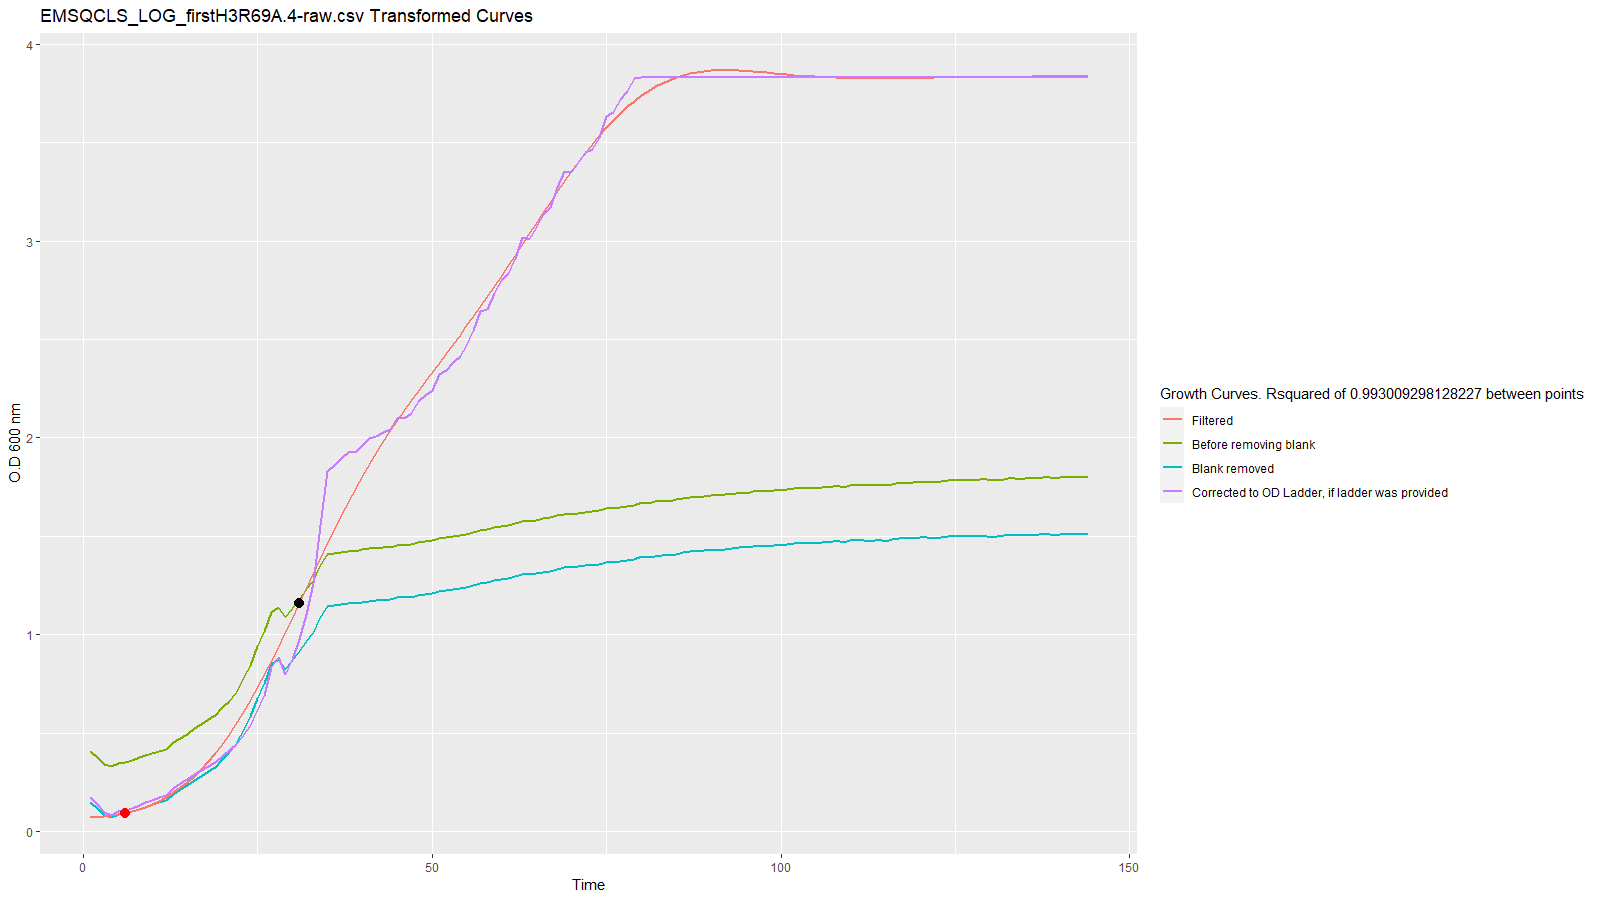 EMSQCLS_LOG_firstH3R69A.4-raw.csv Transformed Curves
4
3
2
1
0
O.D 600 nm
0
50
100
150
Time
Growth Curves. Rsquared of 0.993009298128227 between points
Filtered
Before removing blank
Blank removed
Corrected to OD Ladder, if ladder was provided